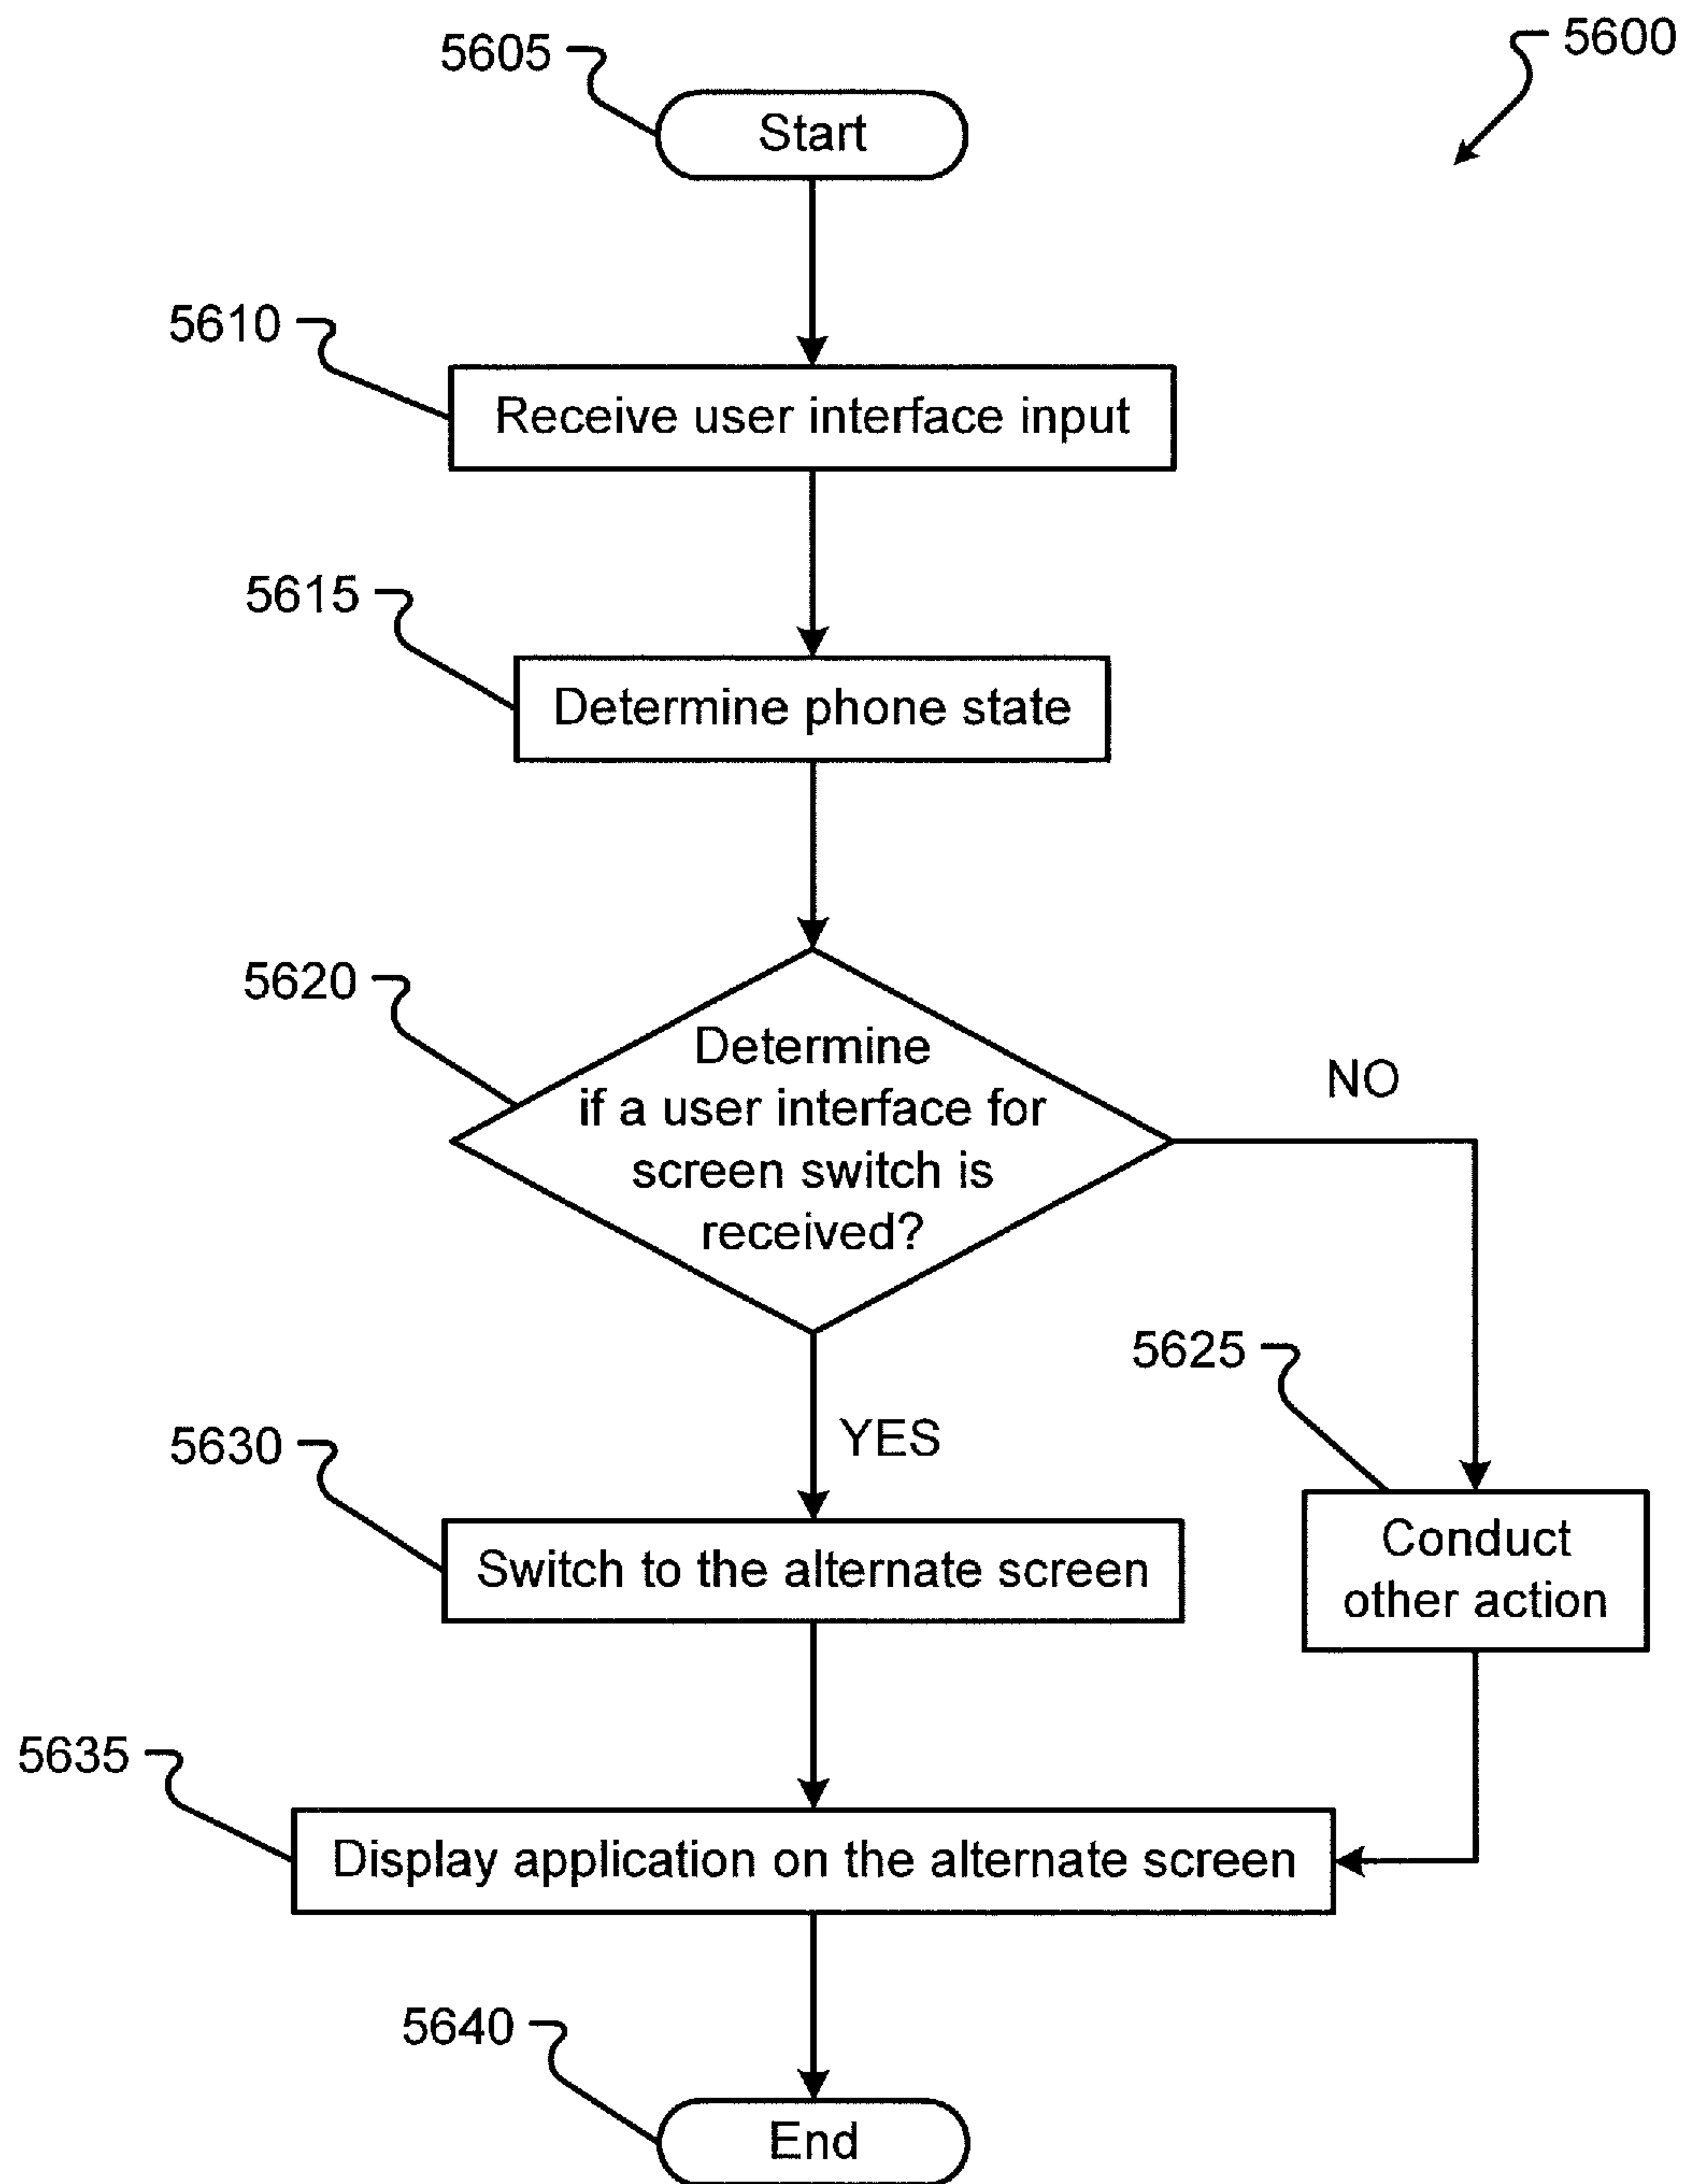 5600
5605
Start
5610
Receive user interface input
5615
Determine phone state
5620
Determine
if a user interface for
screen switch is
received?
NO
YES
5625
Conduct
other action
5630
Switch to the alternate screen
5635
Display application on the alternate screen
5640
End